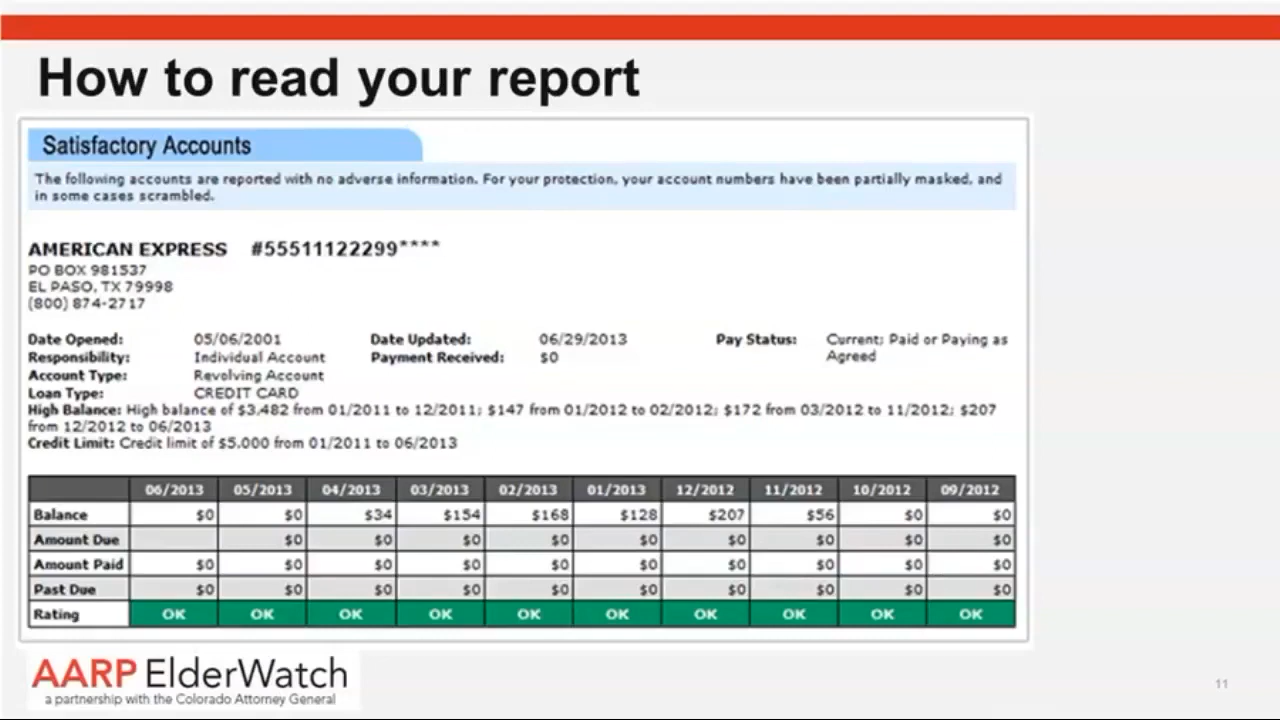 How to read your report
Satisfactory Accounts
The following accounts are reported with no adverse information. For your protection, your account numbers have been partially masked, and
in some cases scrambled.
AMERICAN EXPRESS #55511122299****
PO BOX 981537
EL PASO, TX 79998
(800) 874-2717
Date Opened: 05/06/2001 Date Updated: 06/29/2013 Pay Status: Current; Paid or Paying as
Responsibility: Individual Account Payment Received: $0 Agreed
Account Type: Revolving Account
Loan Type: CREDIT CARD
High Balance: High balance of $3,482 from 01/2011 to 12/2011; $147 from 01/2012 to 02/2012; $172 from 03/2012 to 11/2012; $207
from 12/2012 to 06/2013
Credit Limit: Credit limit of $5,000 from 01/2011 to 06/2013
06/2013 05/2013 04/2013 03/2013 02/2013 01/2013 12/2012 11/2012 10/2012 09/2012
Balance $0 $0 $34 $154 $168 $128 $207 $56 $0 $0
Amount Due $0 $0 $0 $0 $0 $0 $0 $0 $0
Amount Paid $0 $0 $0 $0 $0 $0 $0 $0 $0 $0
Past Due $0 $0 $0 $0 $0 $0 $0 $0 $0 $0
Rating OK OK OK OK OK OK OK OK OK OK
AARP ElderWatch
a partnership with the Colorado Attorney General
11